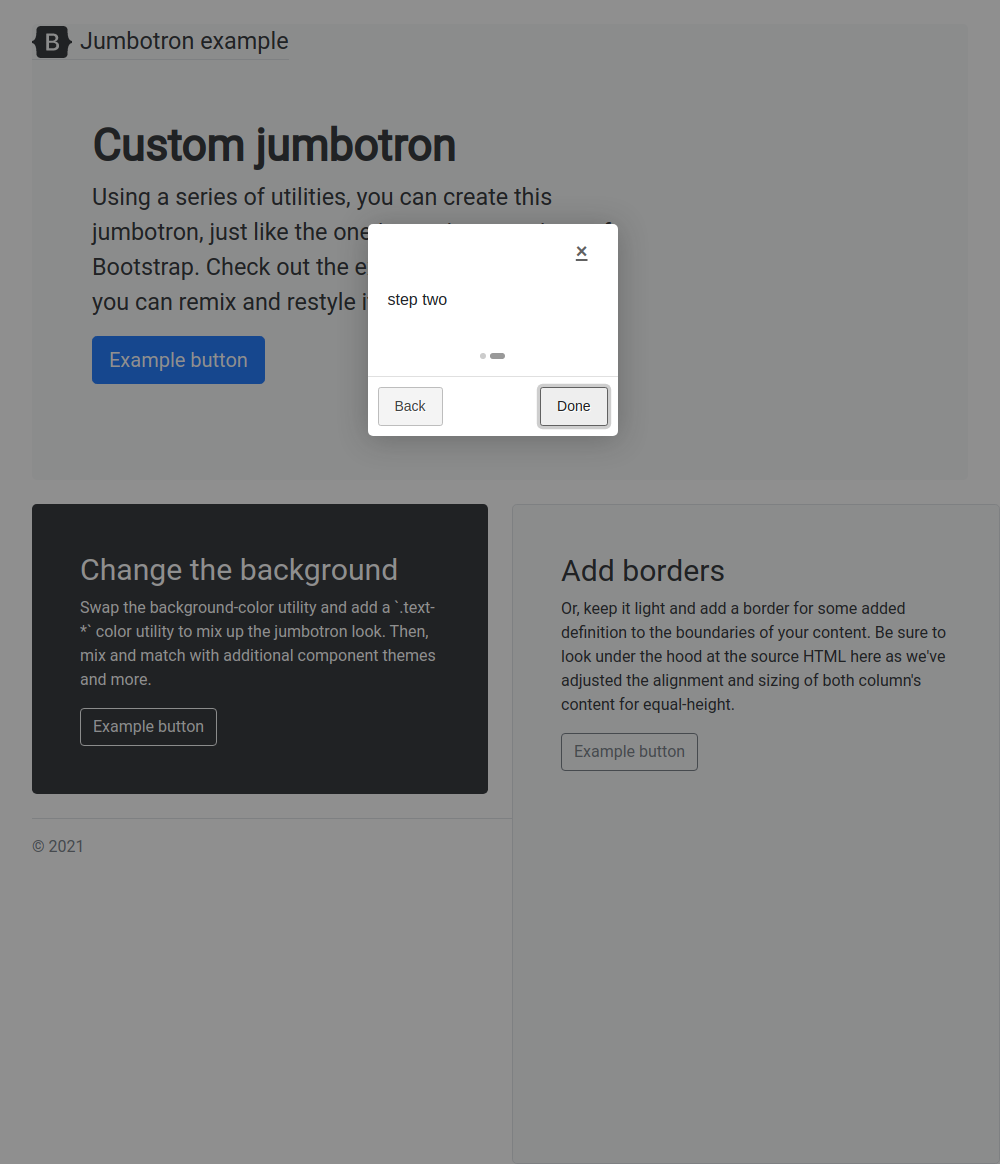 B Jumbotron example
Custom jumbotron
Using a series of utilities, you can create this
jumbotron, just like the one
Bootstrap. Check out the
you can remix and restyle
Example button
×
step two
Back
Done
Change the background
Swap the background-color utility and add a `.text-
*` color utility to mix up the jumbotron look. Then,
mix and match with additional component themes
and more.
Example button
Add borders
Or, keep it light and add a border for some added
definition to the boundaries of your content. Be sure to
look under the hood at the source HTML here as we've
adjusted the alignment and sizing of both column's
content for equal-height.
Example button
© 2021